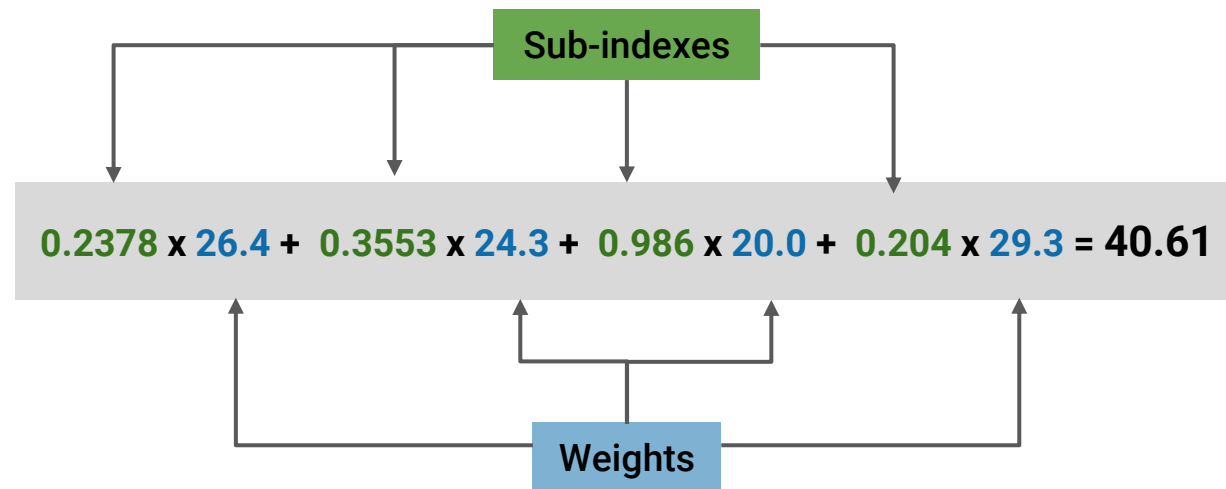 Sub-indexes
0.2378 x 26.4 + 0.3553 x 24.3 + 0.986 x 20.0 + 0.204 x 29.3 = 40.61
Weights